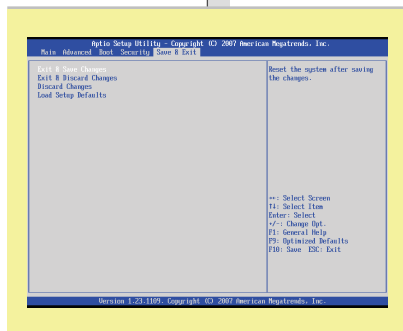 Aptio Setup Utility - Copyright (C) 2007 American Megatrends, Inc.
Main Advanced Boot Security Save & Exit
Exit & Save Changes
Exit & Discard Changes
Discard Changes
Load Setup Defaults
Reset the system after saving
the changes.
↔: Select Screen
↑↓: Select Item
Enter: Select
+/-: Change Opt.
F1: General Help
F9: Optimized Defaults
F10: Save ESC: Exit
Version 1.23.1109. Copyright (C) 2007 American Megatrends, Inc.